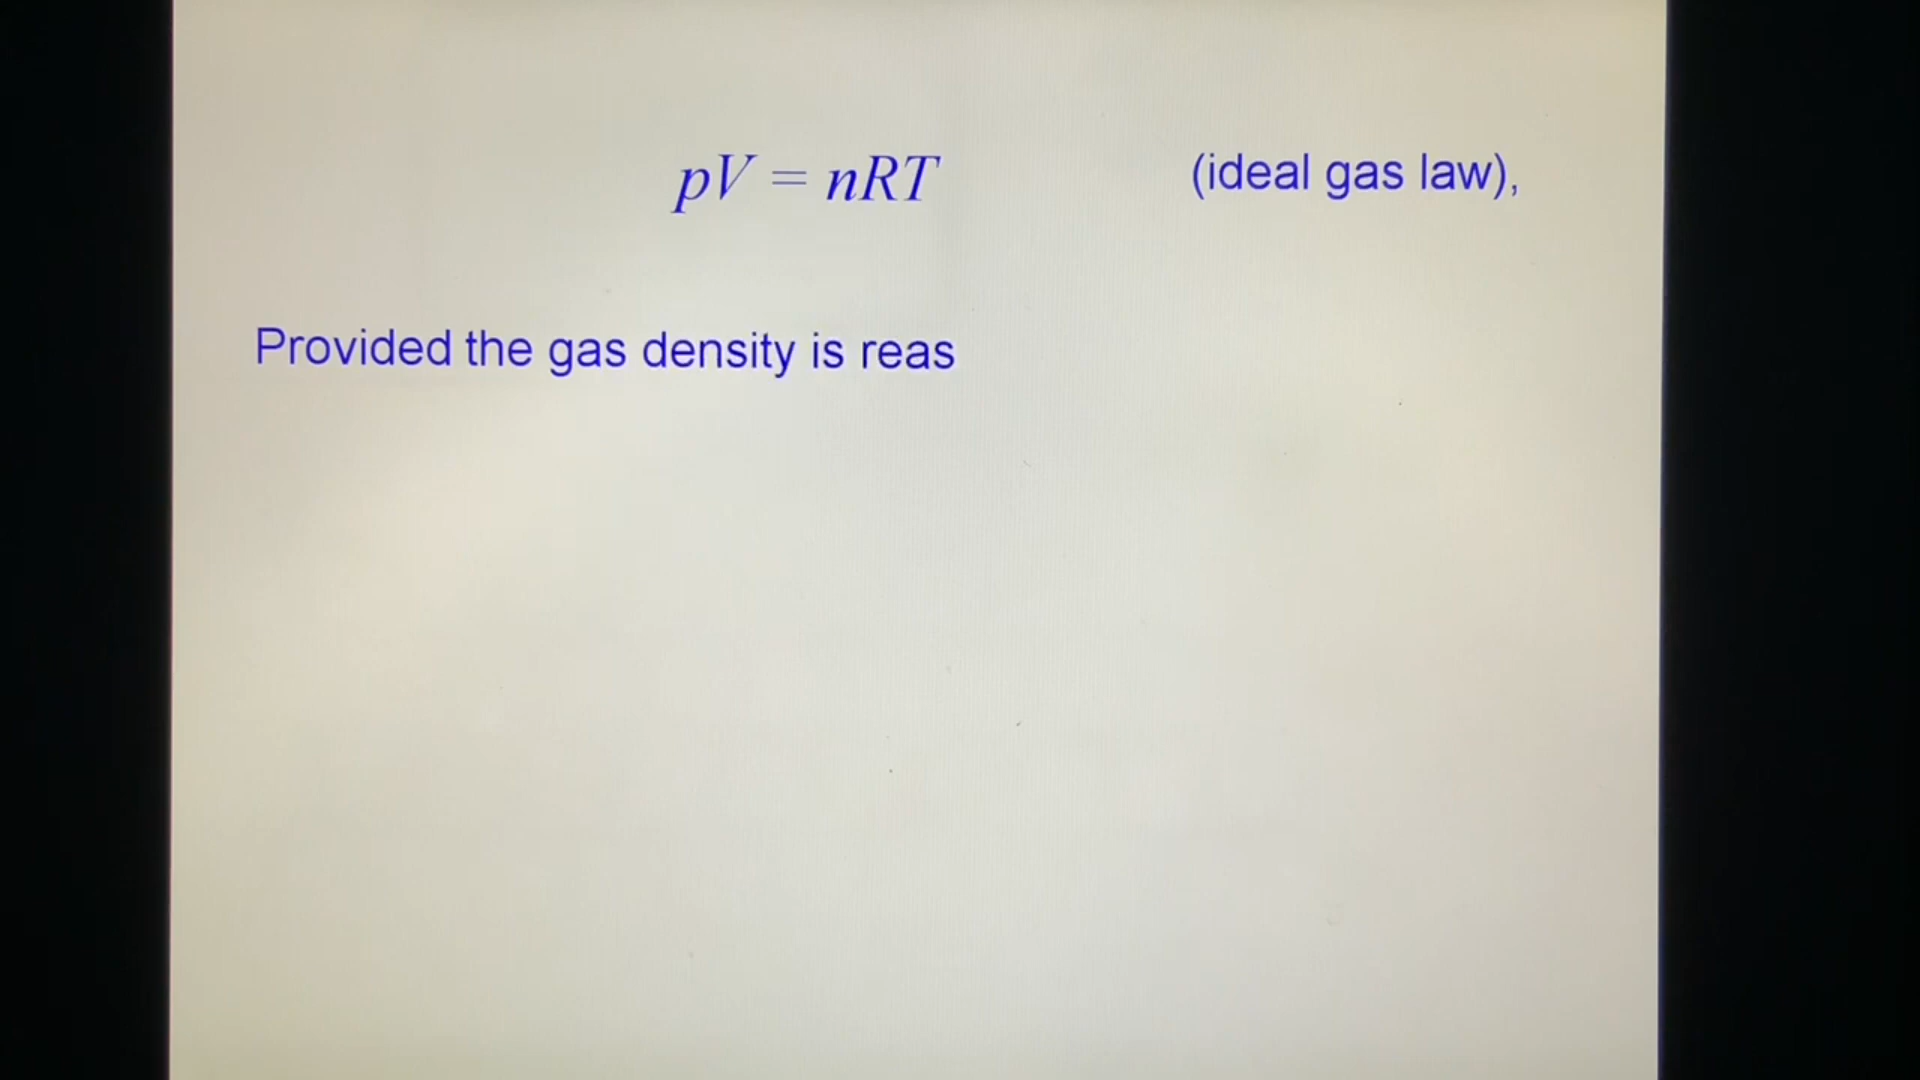 pV = nRT (ideal gas law),
Provided the gas density is reas